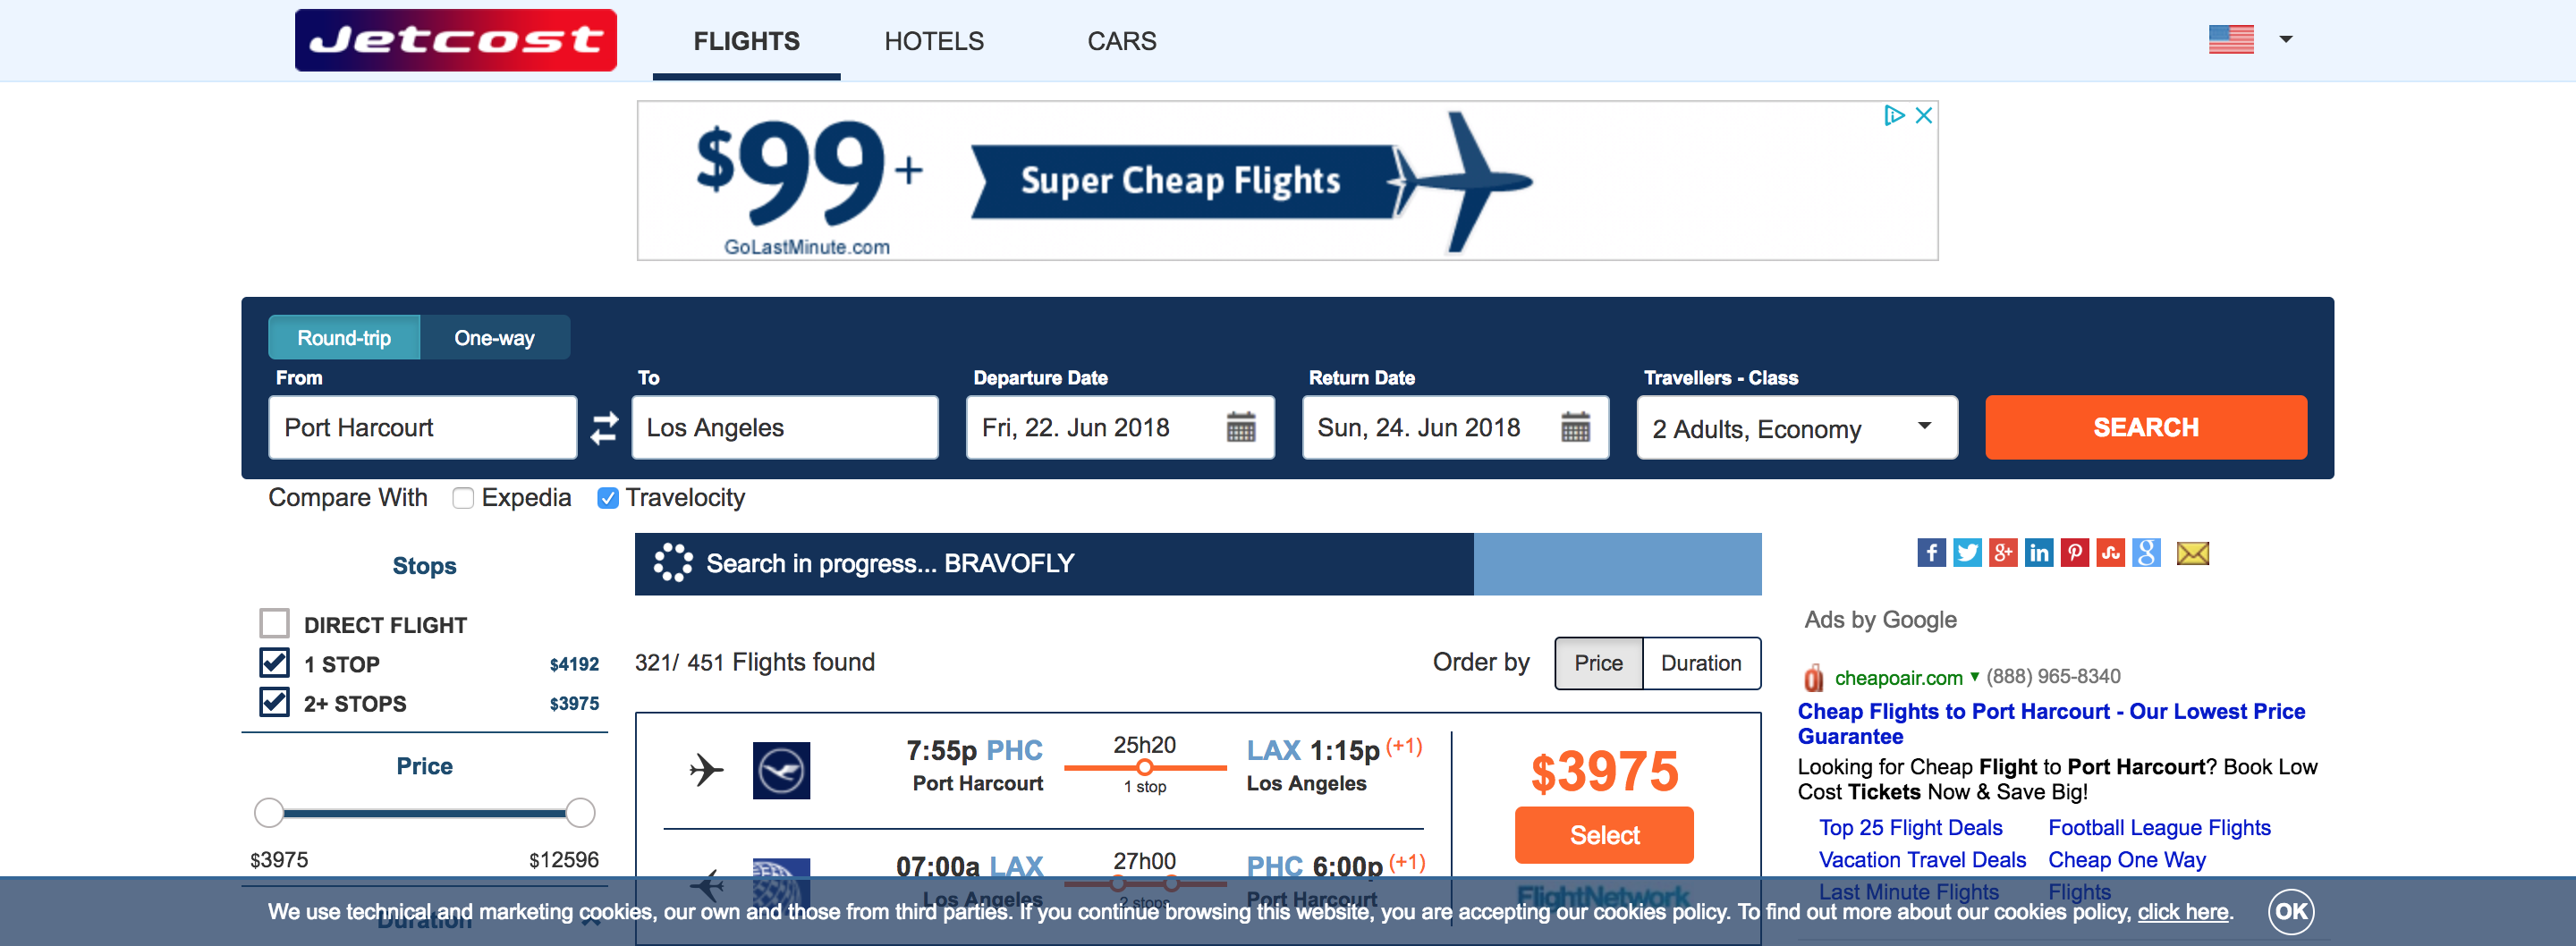 Jetcost FLIGHTS HOTELS CARS
$99+ Super Cheap Flights
GoLastMinute.com
Round-trip One-way
From To Departure Date Return Date Travellers - Class
Port Harcourt Los Angeles Fri, 22. Jun 2018 Sun, 24. Jun 2018 2 Adults, Economy SEARCH
Compare With Expedia Travelocity
Stops
DIRECT FLIGHT
1 STOP $4192
2+ STOPS $3975
Price
$3975 $12596
Duration
Search in progress... BRAVOFLY
321/ 451 Flights found Order by Price Duration
7:55p PHC 25h20 LAX 1:15p (+1)
Port Harcourt 1 stop Los Angeles
$3975
Select
07:00a LAX 27h00 PHC 6:00p (+1)
Los Angeles 2 stops Port Harcourt
FlightNetwork
Ads by Google
cheapoair.com (888) 965-8340
Cheap Flights to Port Harcourt - Our Lowest Price
Guarantee
Looking for Cheap Flight to Port Harcourt? Book Low
Cost Tickets Now & Save Big!
Top 25 Flight Deals Football League Flights
Vacation Travel Deals Cheap One Way
Last Minute Flights Flights
We use technical and marketing cookies, our own and those from third parties. If you continue browsing this website, you are accepting our cookies policy. To find out more about our cookies policy, click here. OK